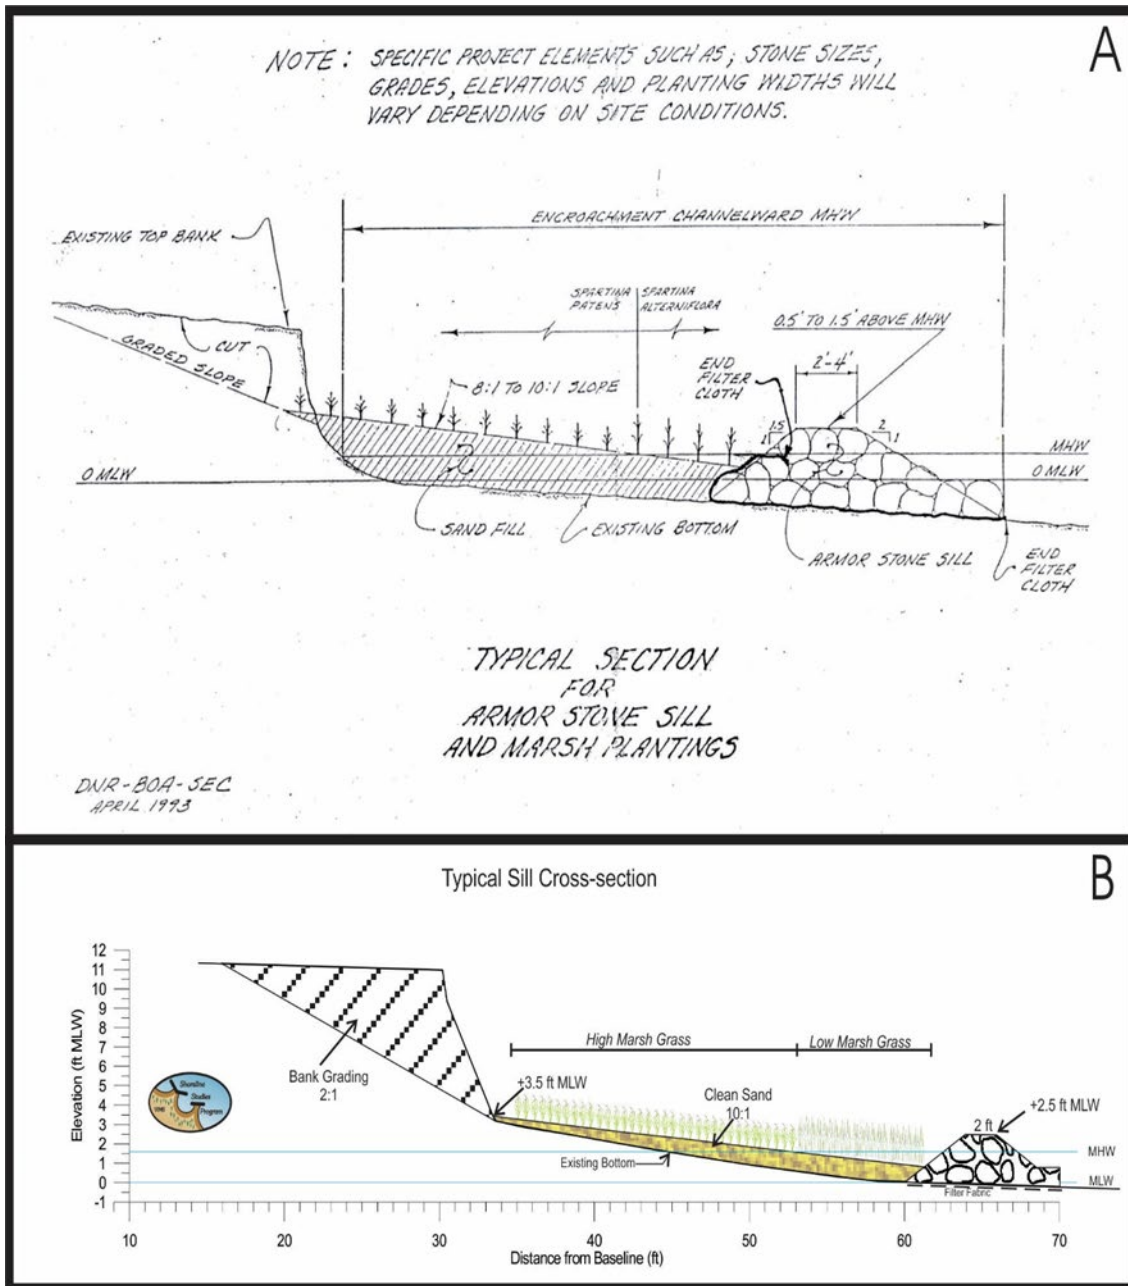 A
NOTE: SPECIFIC PROJECT ELEMENTS SUCH AS; STONE SIZES,
GRADES, ELEVATIONS AND PLANTING WIDTHS WILL
VARY DEPENDING ON SITE CONDITIONS.
ENCROACHMENT CHANNELWARD MHW
EXISTING TOP BANK
SPARTINA
PATENS
SPARTINA
ALTERNIFLORA
0.5' TO 1.5' ABOVE MHW
CUT
GRADED SLOPE
8:1 TO 10:1 SLOPE
END
FILTER
CLOTH
2'-4'
1.5
1
2
1
MHW
0 MLW
0 MLW
SAND FILL
EXISTING BOTTOM
ARMOR STONE SILL
END
FILTER
CLOTH
TYPICAL SECTION
FOR
ARMOR STONE SILL
AND MARSH PLANTINGS
DNR-BOA-SEC
APRIL 1993
B
Typical Sill Cross-section
Elevation (ft MLW)
12
11
10
9
8
7
6
5
4
3
2
1
0
-1
Bank Grading
2:1
High Marsh Grass
Low Marsh Grass
+3.5 ft MLW
Clean Sand
10:1
+2.5 ft MLW
2 ft
Shoreline
Studies
Program
VIMS
Existing Bottom
MHW
MLW
Filter Fabric
10
20
30
40
50
60
70
Distance from Baseline (ft)